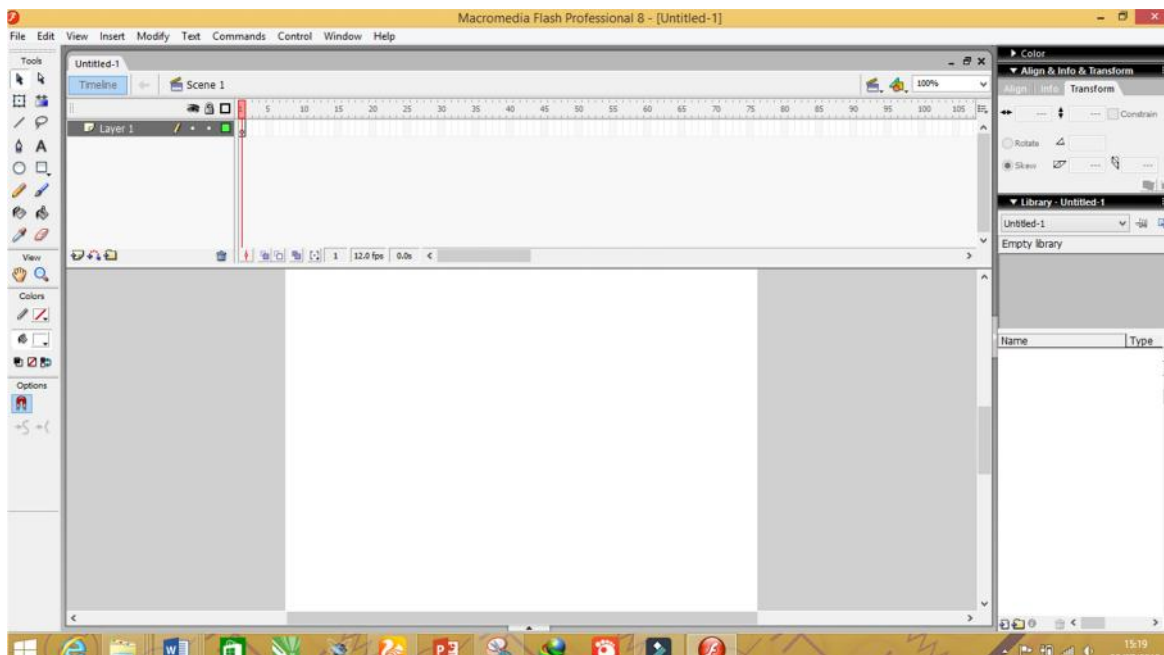 Macromedia Flash Professional 8 - [Untitled-1]
File Edit View Insert Modify Text Commands Control Window Help
Tools
Untitled-1
Timeline
Scene 1
100%
5 10 15 20 25 30 35 40 45 50 55 60 65 70 75 80 85 90 95 100 105
Layer 1
1 12.0 fps 0.0s
View
Colors
Options
Color
Align & Info & Transform
Align Info Transform
Constrain
Rotate
Skew
Library - Untitled-1
Untitled-1
Empty library
Name Type
15:19